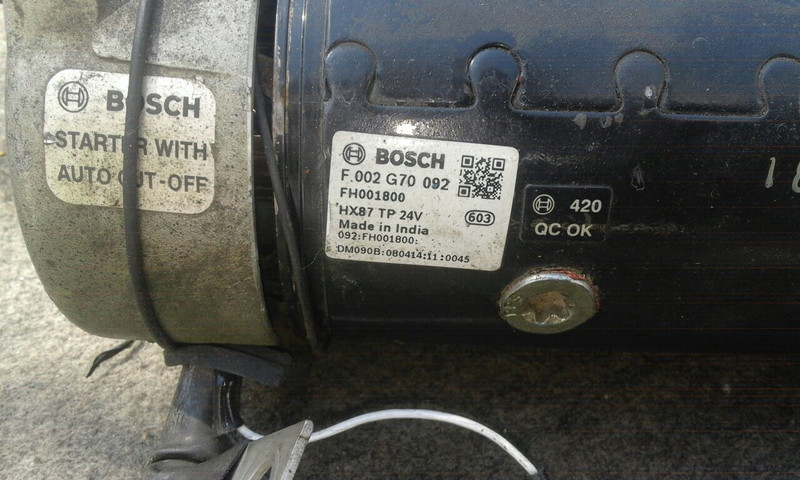 BOSCH
STARTER WITH
AUTO CUT-OFF
BOSCH
F.002 G70 092
FH001800
HX87 TP 24V
603
Made in India
092:FH001800:
DM090B:080414:11:0045
420
QC OK